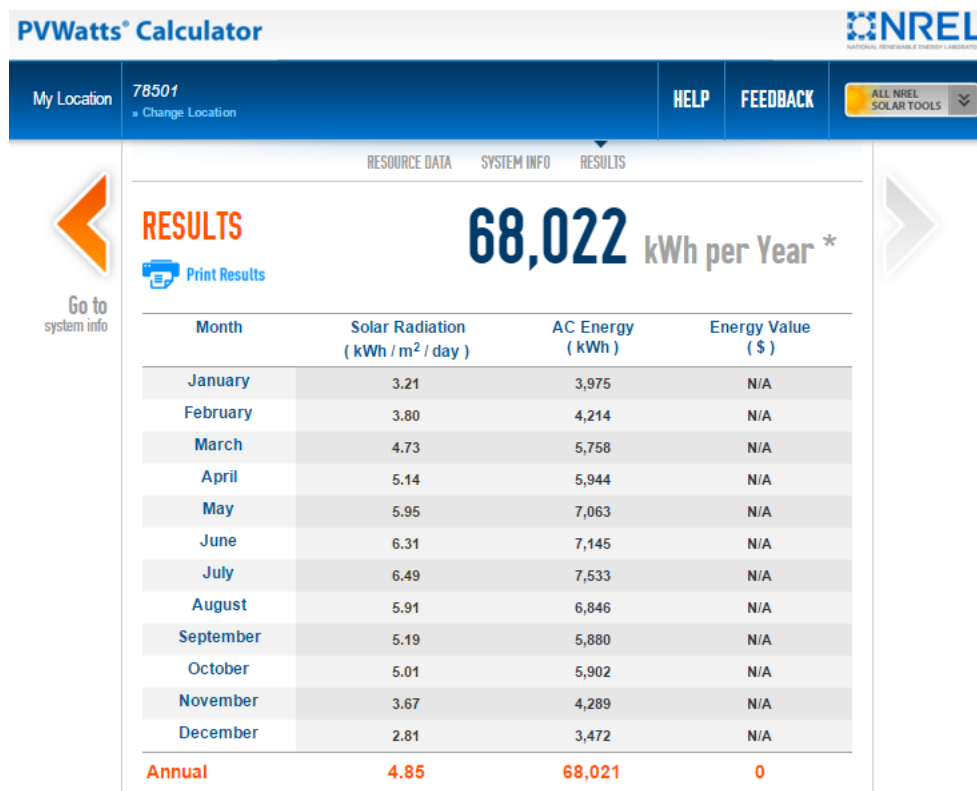 PVWatts® Calculator
NREL
NATIONAL RENEWABLE ENERGY LABORATO
My Location
78501
» Change Location
HELP
FEEDBACK
ALL NREL
SOLAR TOOLS
RESOURCE DATA SYSTEM INFO RESULTS
Go to
system info
RESULTS
Print Results
68,022 kWh per Year *
Month Solar Radiation AC Energy Energy Value
( kWh / m² / day ) ( kWh ) ( $ )
January 3.21 3,975 N/A
February 3.80 4,214 N/A
March 4.73 5,758 N/A
April 5.14 5,944 N/A
May 5.95 7,063 N/A
June 6.31 7,145 N/A
July 6.49 7,533 N/A
August 5.91 6,846 N/A
September 5.19 5,880 N/A
October 5.01 5,902 N/A
November 3.67 4,289 N/A
December 2.81 3,472 N/A
Annual 4.85 68,021 0